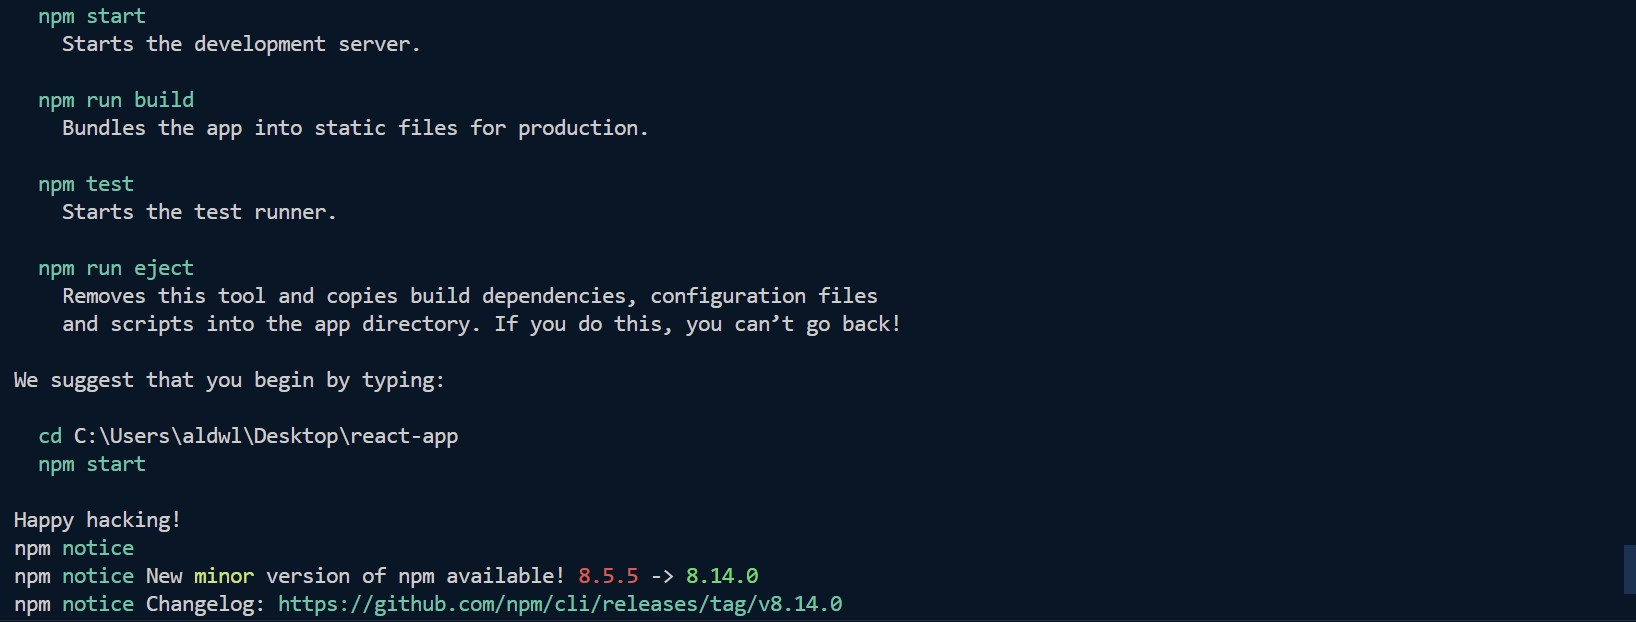 npm start
Starts the development server.
npm run build
Bundles the app into static files for production.
npm test
Starts the test runner.
npm run eject
Removes this tool and copies build dependencies, configuration files
and scripts into the app directory. If you do this, you can’t go back!
We suggest that you begin by typing:
cd C:\Users\aldwl\Desktop\react-app
npm start
Happy hacking!
npm notice
npm notice New minor version of npm available! 8.5.5 -> 8.14.0
npm notice Changelog: https://github.com/npm/cli/releases/tag/v8.14.0